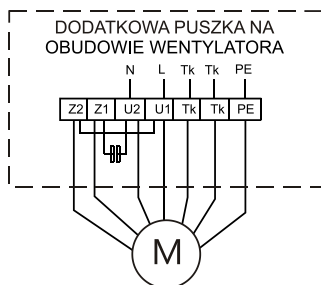 DODATKOWA PUSZKA NA
OBUDOWIE WENTYLATORA
N L Tk Tk PE
Z2 Z1 U2 U1 Tk Tk PE
M